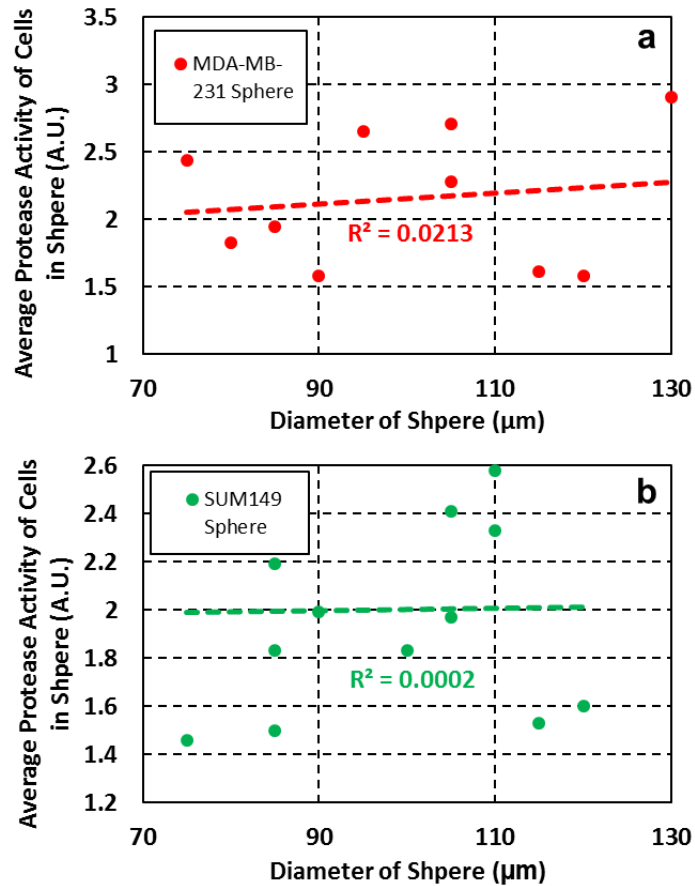 Average Protease Activity of Cells
in Shpere (A.U.)
3.5
3
2.5
2
1.5
1
MDA-MB-
231 Sphere
a
R² = 0.0213
70
90
110
130
Diameter of Shpere (µm)
Average Protease Activity of Cells
in Shpere (A.U.)
2.6
2.4
2.2
2
1.8
1.6
1.4
1.2
SUM149
Sphere
b
R² = 0.0002
70
90
110
130
Diameter of Shpere (µm)